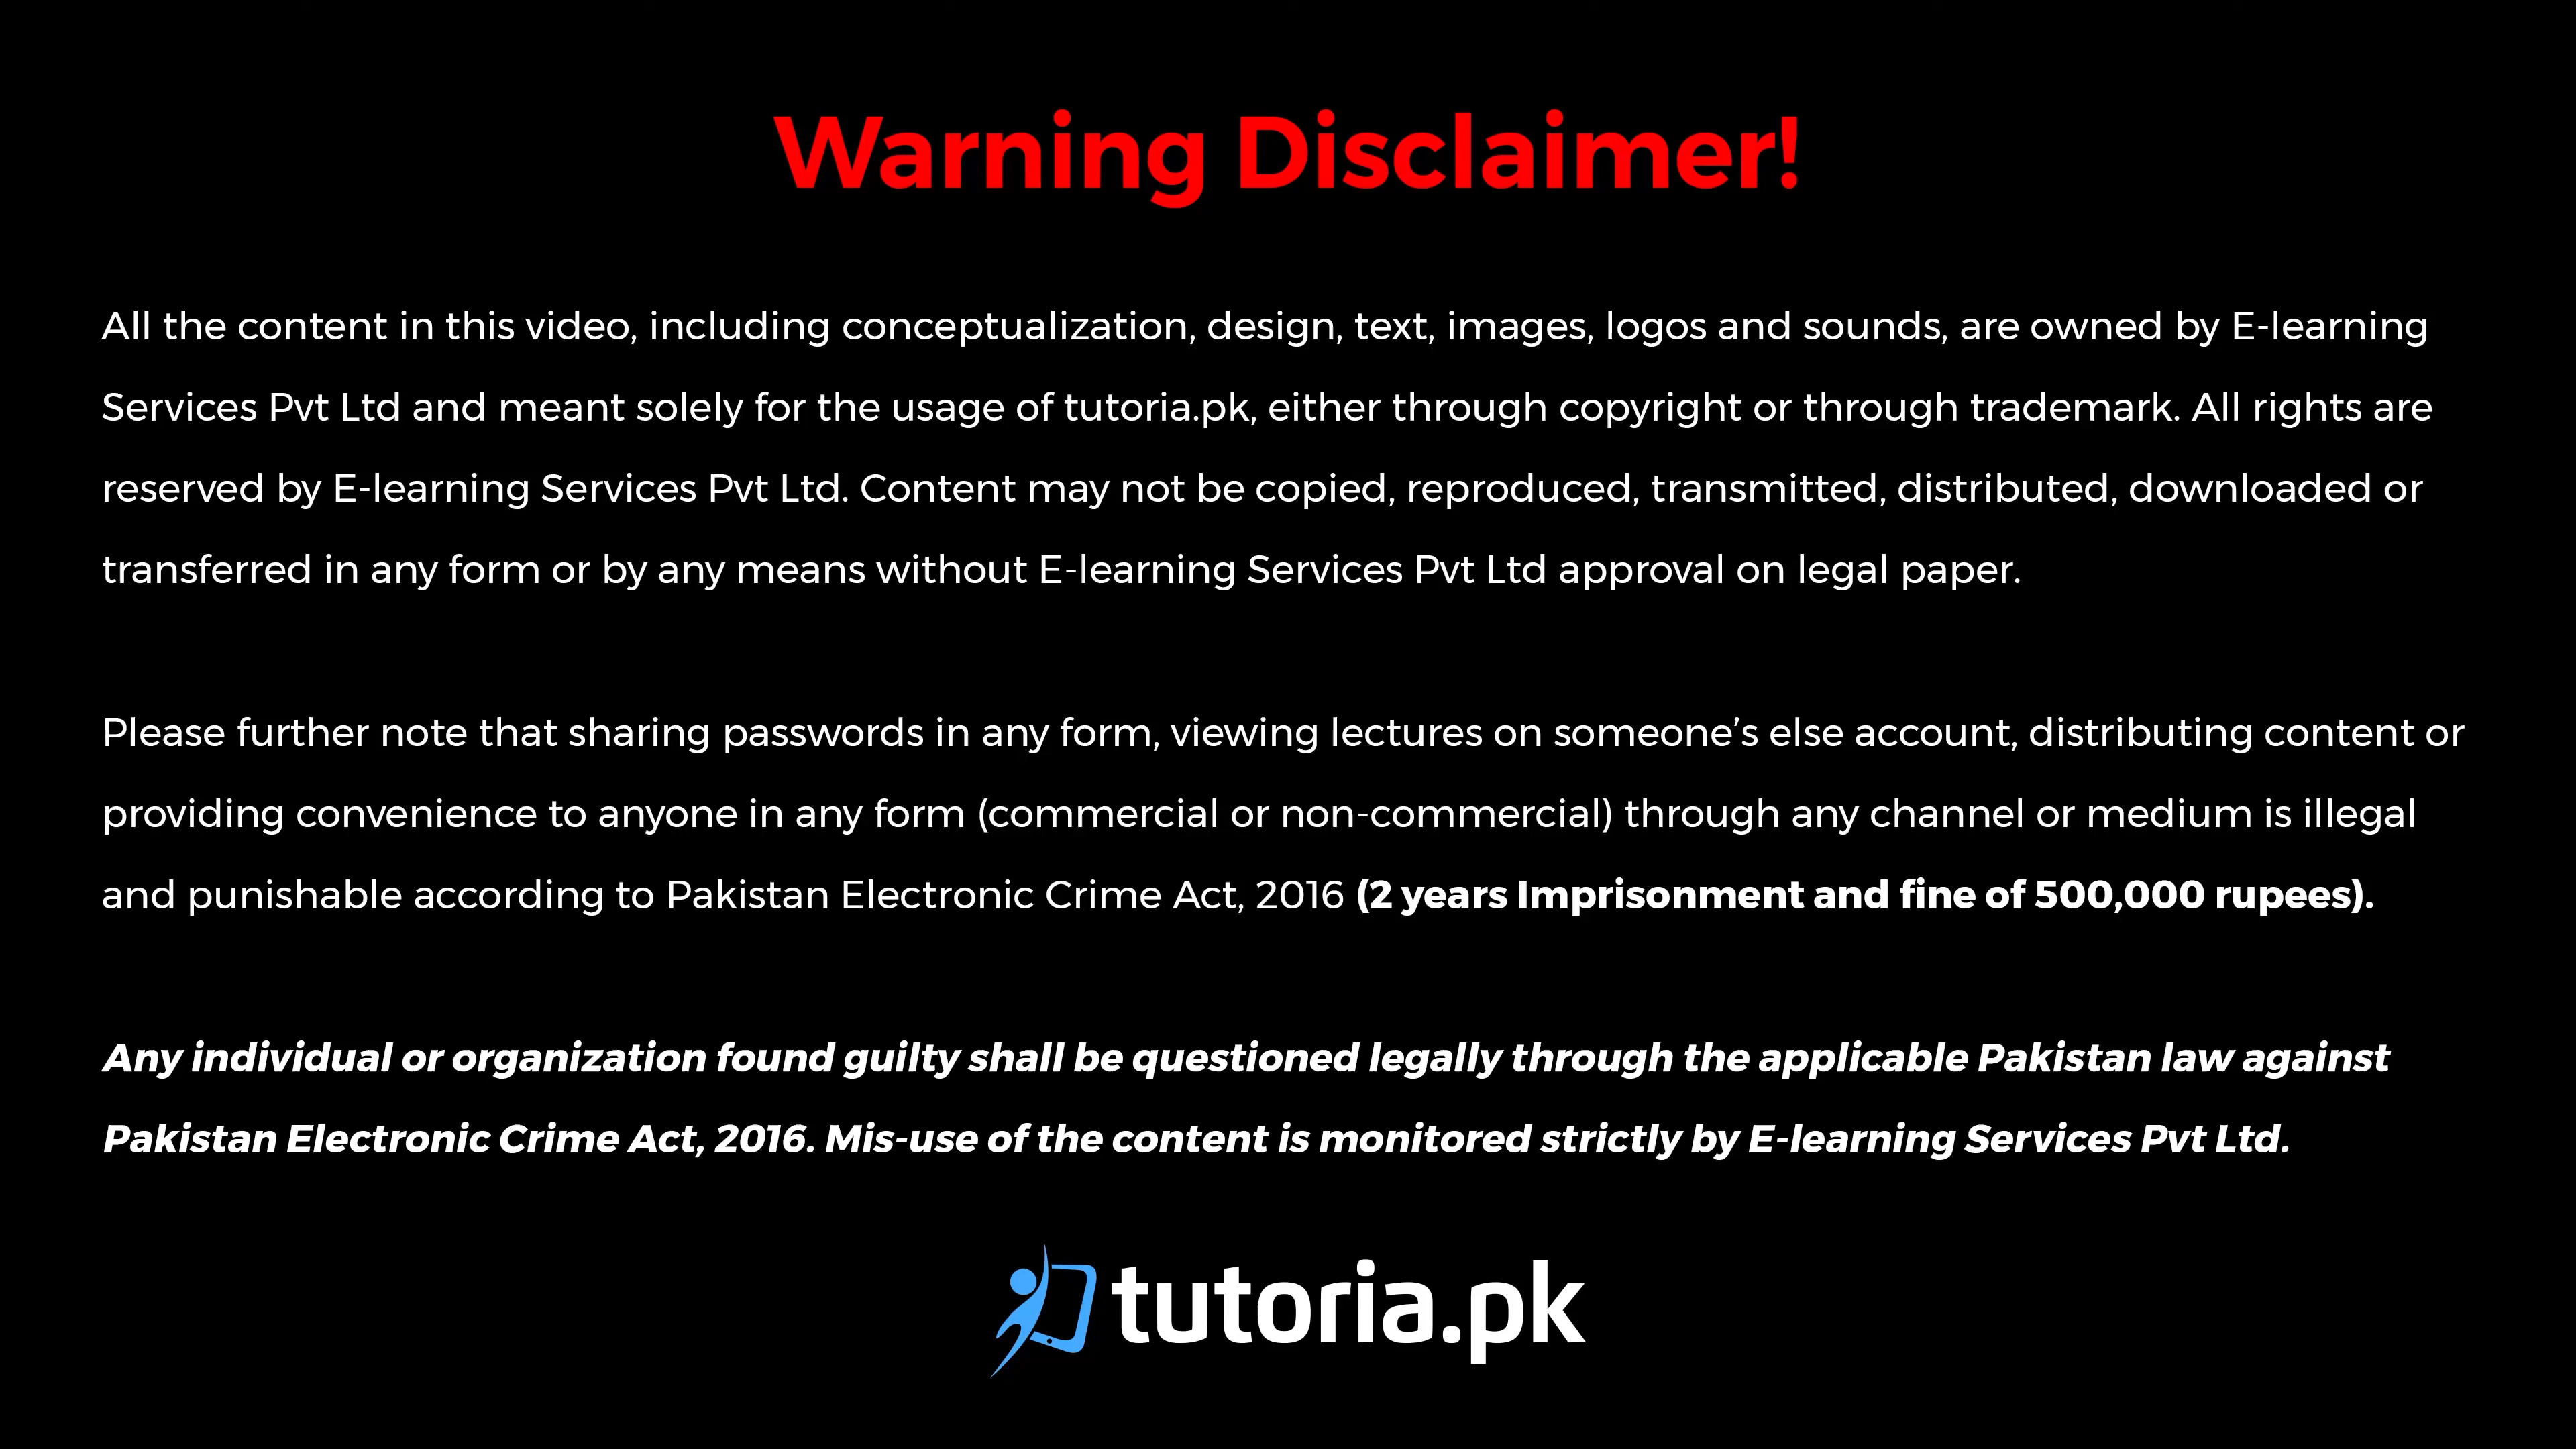 Warning Disclaimer!
All the content in this video, including conceptualization, design, text, images, logos and sounds, are owned by E-learning
Services Pvt Ltd and meant solely for the usage of tutoria.pk, either through copyright or through trademark. All rights are
reserved by E-learning Services Pvt Ltd. Content may not be copied, reproduced, transmitted, distributed, downloaded or
transferred in any form or by any means without E-learning Services Pvt Ltd approval on legal paper.
Please further note that sharing passwords in any form, viewing lectures on someone’s else account, distributing content or
providing convenience to anyone in any form (commercial or non-commercial) through any channel or medium is illegal
and punishable according to Pakistan Electronic Crime Act, 2016 (2 years Imprisonment and fine of 500,000 rupees).
Any individual or organization found guilty shall be questioned legally through the applicable Pakistan law against
Pakistan Electronic Crime Act, 2016. Mis-use of the content is monitored strictly by E-learning Services Pvt Ltd.
tutoria.pk